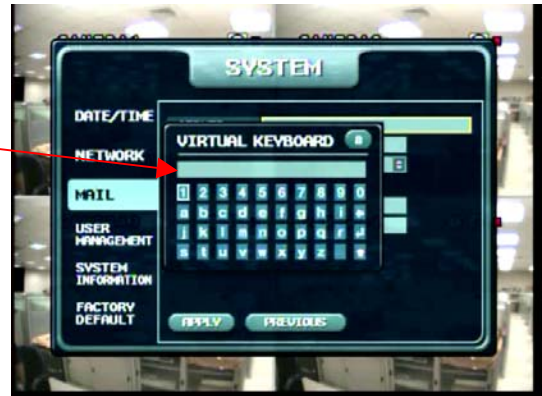 SYSTEM
DATE/TIME
NETWORK
MAIL
USER
MANAGEMENT
SYSTEM
INFORMATION
FACTORY
DEFAULT
VIRTUAL KEYBOARD
1 2 3 4 5 6 7 8 9 0
a b c d e f g h i
j k l m n o p q r
s t u v w x y z
APPLY PREVIOUS